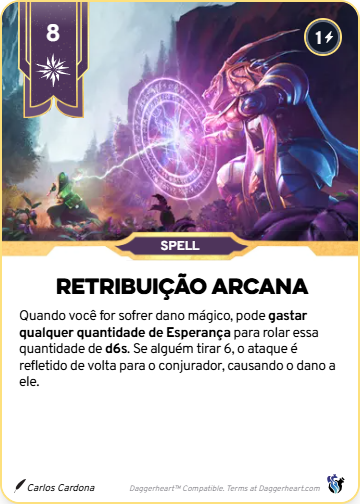 8
1
SPELL
RETRIBUIÇÃO ARCANA
Quando você for sofrer dano mágico, pode gastar
qualquer quantidade de Esperança para rolar essa
quantidade de d6s. Se alguém tirar 6, o ataque é
refletido de volta para o conjurador, causando o dano a
ele.
Carlos Cardona
Daggerheart™ Compatible. Terms at Daggerheart.com